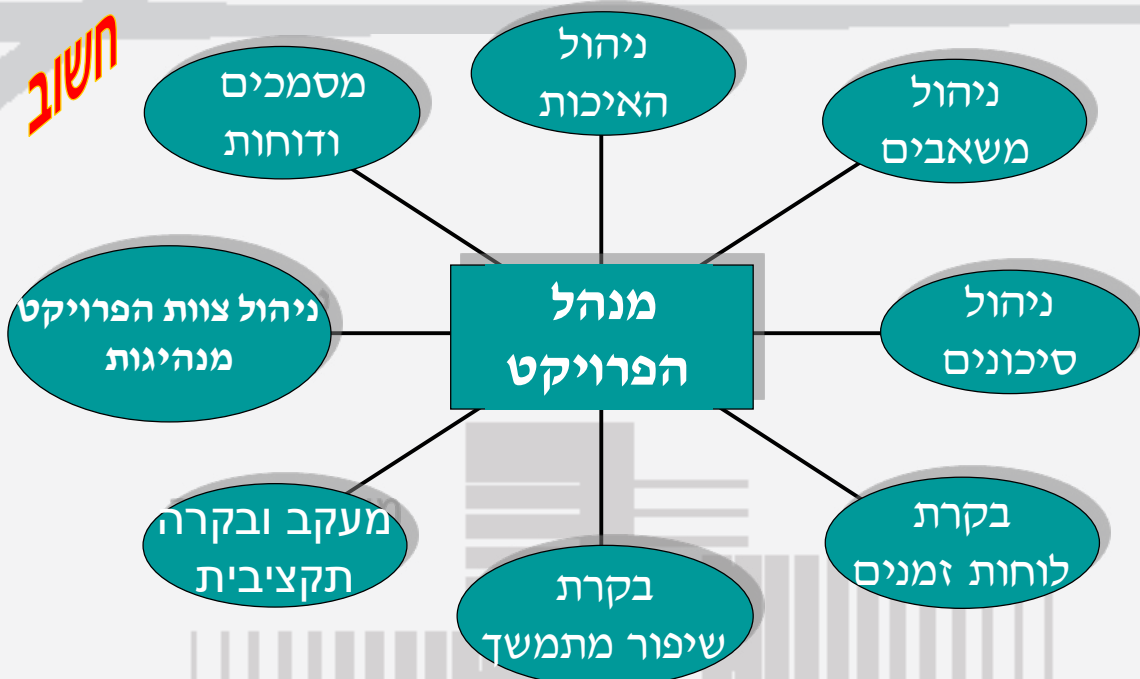 חשוב
ניהול
האיכות
מסמכים
ודוחות
ניהול
משאבים
ניהול צוות הפרויקט
מנהיגות
מנהל
הפרויקט
ניהול
סיכונים
מעקב ובקרה
תקציבית
בקרת
שיפור מתמשך
בקרת
לוחות זמנים